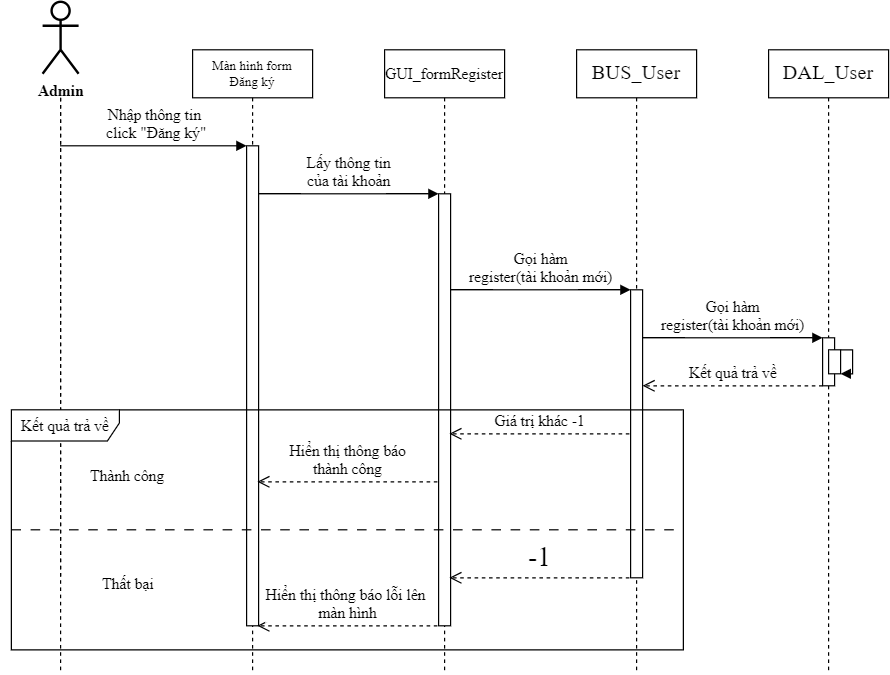 Admin
Màn hình form
Đăng ký
GUI_formRegister
BUS_User
DAL_User
Nhập thông tin
click "Đăng ký"
Lấy thông tin
của tài khoản
Gọi hàm
register(tài khoản mới)
Gọi hàm
register(tài khoản mới)
Kết quả trả về
Kết quả trả về
Giá trị khác -1
Hiển thị thông báo
thành công
Thành công
-1
Thất bại
Hiển thị thông báo lỗi lên
màn hình